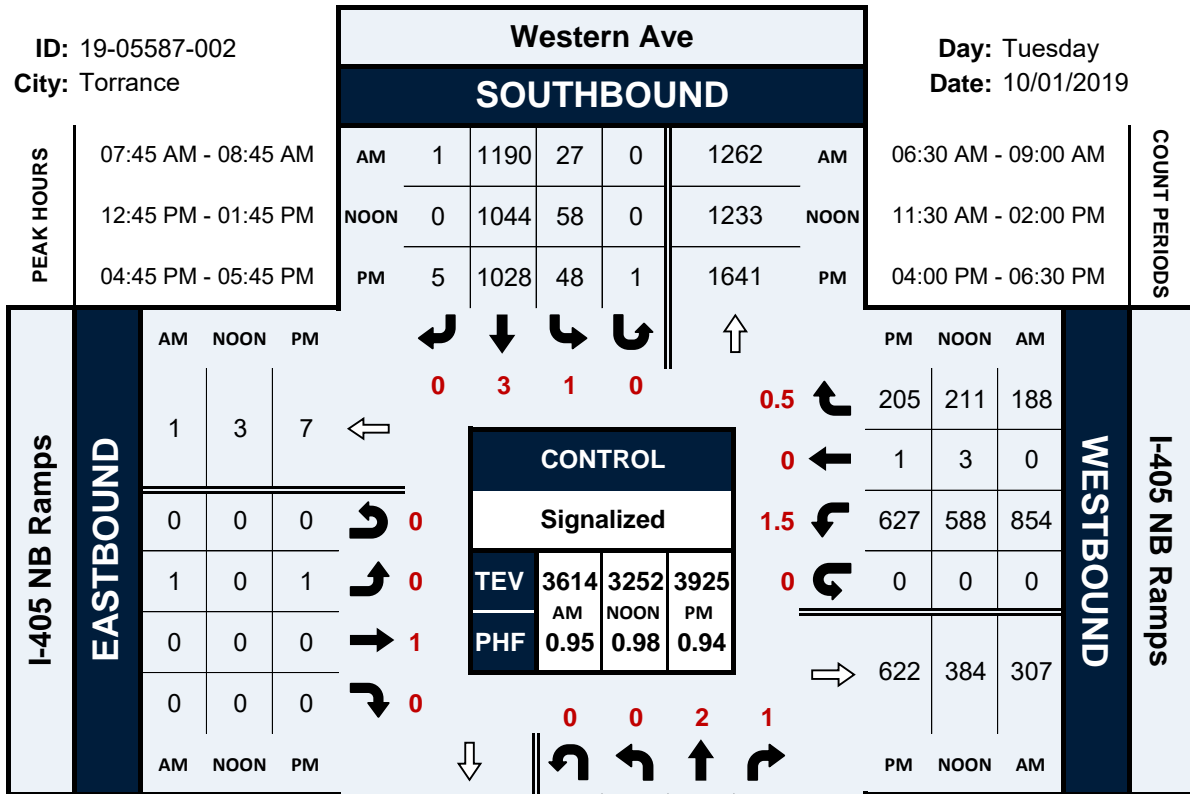 ID: 19-05587-002
City: Torrance
Western Ave
SOUTHBOUND
Day: Tuesday
Date: 10/01/2019
PEAK HOURS
07:45 AM - 08:45 AM
12:45 PM - 01:45 PM
04:45 PM - 05:45 PM
AM 1 1190 27 0 1262 AM
NOON 0 1044 58 0 1233 NOON
PM 5 1028 48 1 1641 PM
06:30 AM - 09:00 AM
11:30 AM - 02:00 PM
04:00 PM - 06:30 PM
COUNT PERIODS
0 3 1 0
I-405 NB Ramps
EASTBOUND
AM NOON PM
1 3 7
0 0 0 0
1 0 1 0
0 0 0 1
0 0 0 0
AM NOON PM
CONTROL
Signalized
TEV 3614 3252 3925
AM NOON PM
PHF 0.95 0.98 0.94
PM NOON AM
0.5 205 211 188
0 1 3 0
1.5 627 588 854
0 0 0 0
622 384 307
PM NOON AM
WESTBOUND
I-405 NB Ramps
0 0 2 1